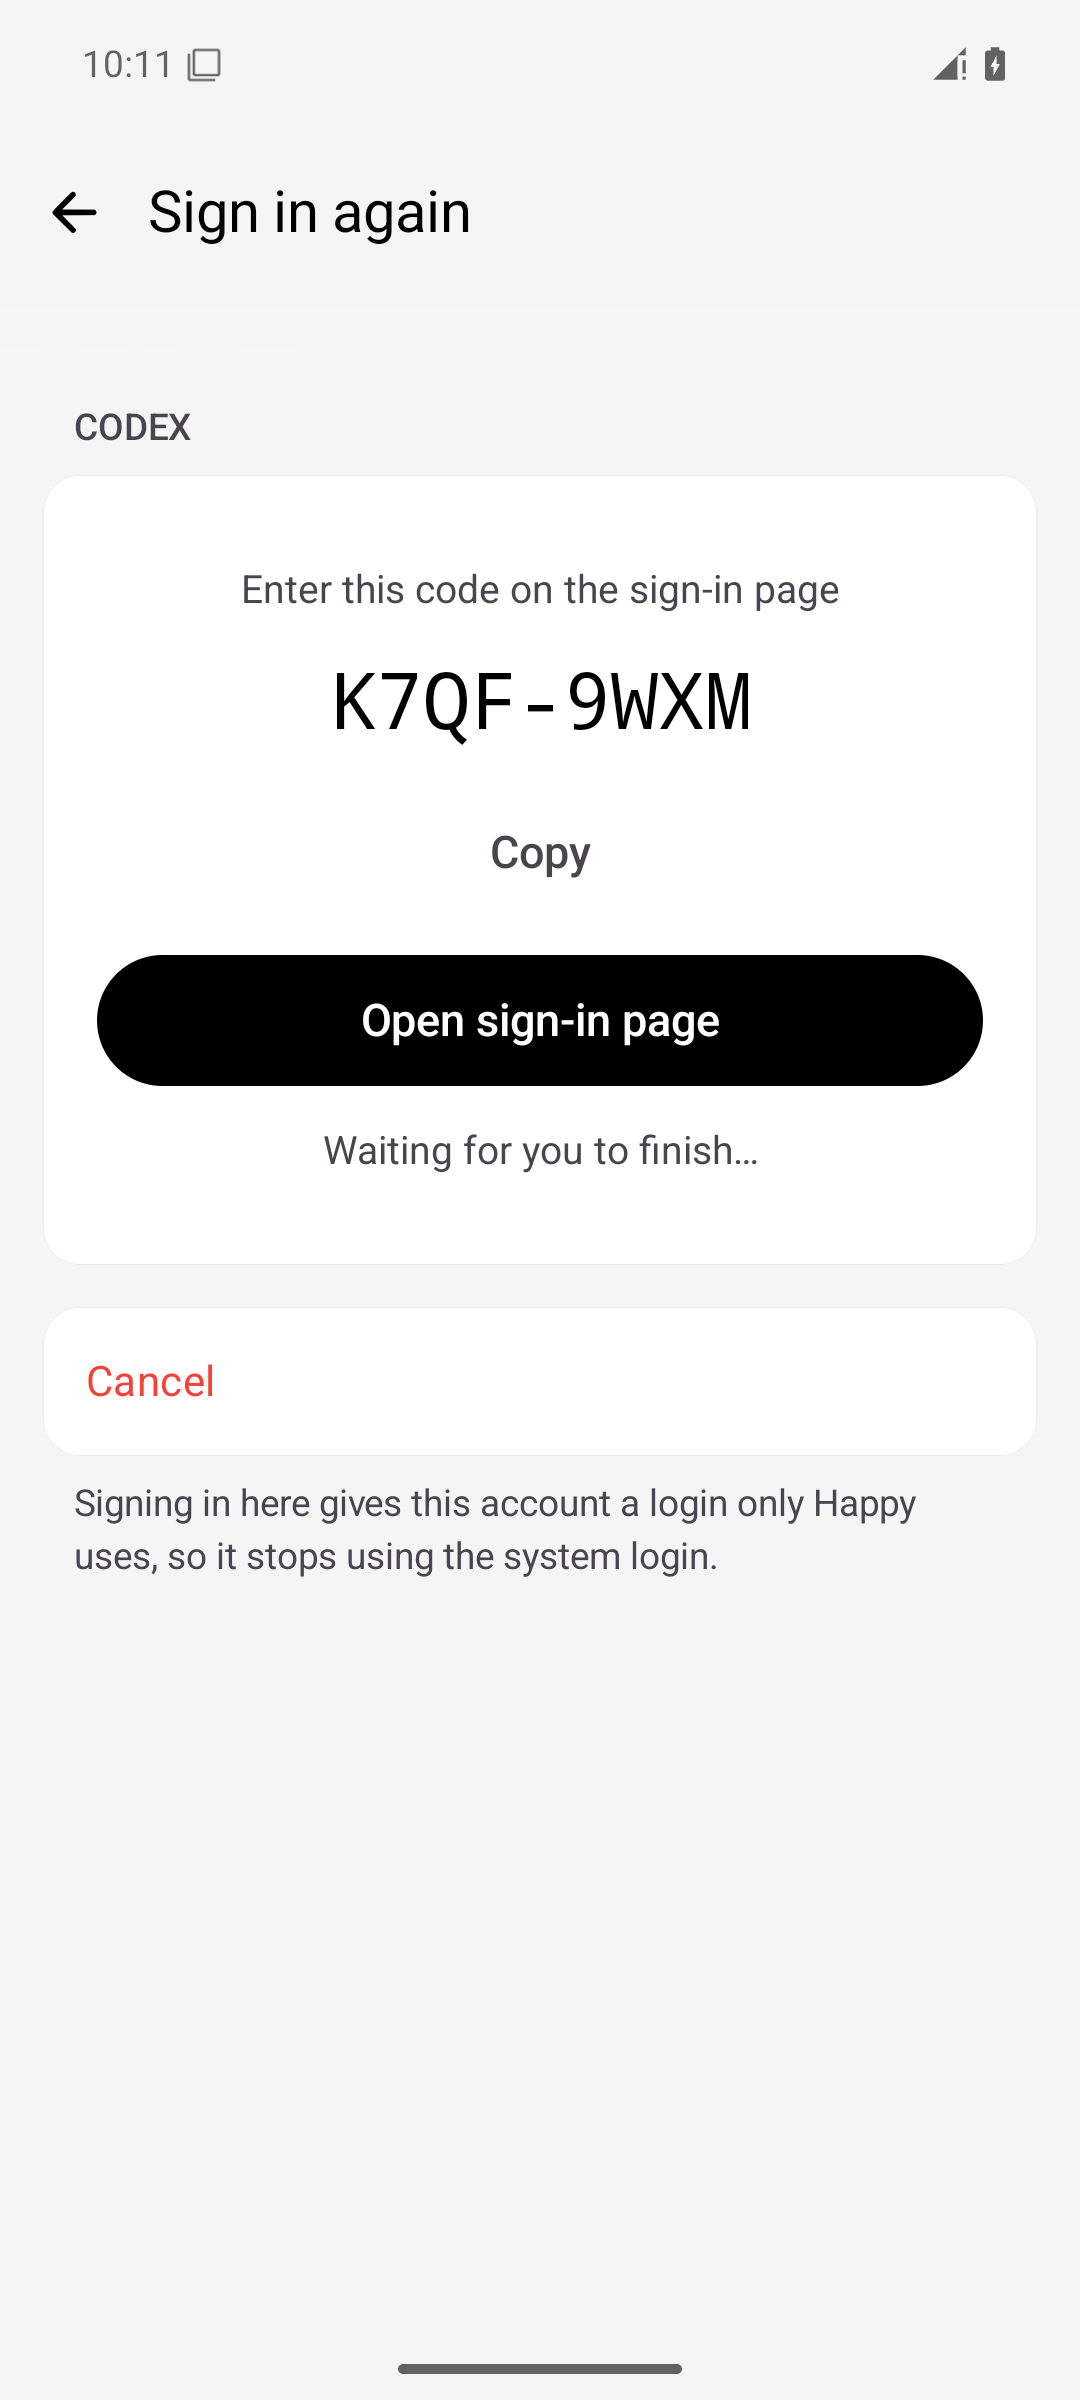 10:11
Sign in again
CODEX
Enter this code on the sign-in page
K7QF-9WXM
Copy
Open sign-in page
Waiting for you to finish…
Cancel
Signing in here gives this account a login only Happy
uses, so it stops using the system login.